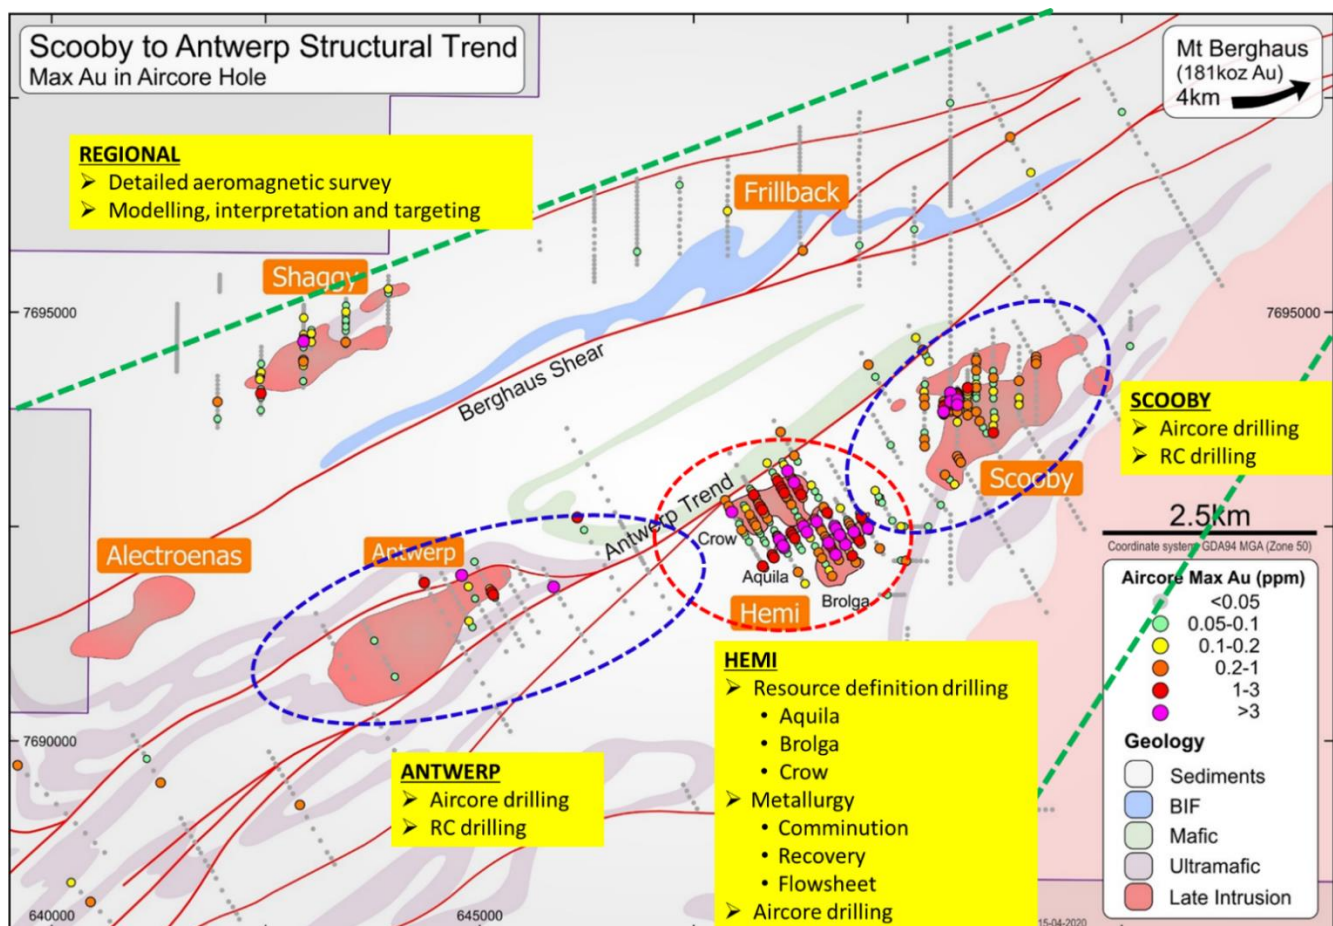 Scooby to Antwerp Structural Trend
Max Au in Aircore Hole
Mt Berghaus
(181koz Au)
4km
REGIONAL
➢ Detailed aeromagnetic survey
➢ Modelling, interpretation and targeting
Frillback
Shaggy
7695000
7695000
Berghaus Shear
SCOOBY
➢ Aircore drilling
➢ RC drilling
Scooby
Antwerp Trend
2.5km
Coordinate system: GDA94 MGA (Zone 50)
Alectroenas
Antwerp
Crow
Aquila
Brolga
Hemi
Aircore Max Au (ppm)
<0.05
0.05-0.1
0.1-0.2
0.2-1
1-3
>3
Geology
Sediments
BIF
Mafic
Ultramafic
Late Intrusion
HEMI
➢ Resource definition drilling
• Aquila
• Brolga
• Crow
➢ Metallurgy
• Comminution
• Recovery
• Flowsheet
➢ Aircore drilling
7690000
ANTWERP
➢ Aircore drilling
➢ RC drilling
640000
645000
15-04-2020